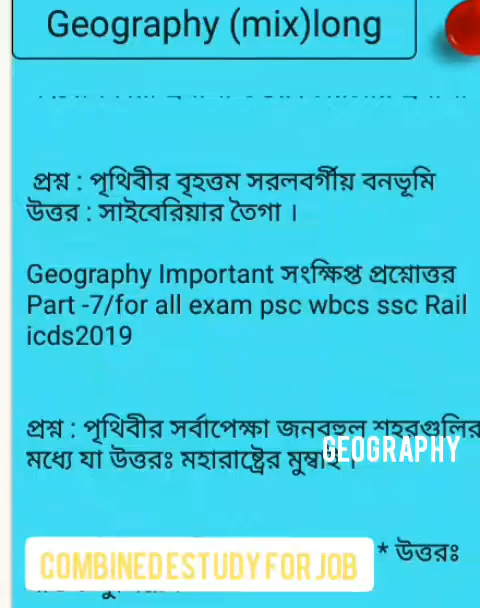 Geography (mix)long
প্রশ্ন : পৃথিবীর বৃহত্তম সরলবর্গীয় বনভূমি
উত্তর : সাইবেরিয়ার তৈগা ।
Geography Important সংক্ষিপ্ত প্রশ্নোত্তর
Part -7/for all exam psc wbcs ssc Rail
icds2019
প্রশ্ন : পৃথিবীর সর্বাপেক্ষা জনবহুল শহরগুলির
মধ্যে যা উত্তরঃ মহারাষ্ট্রের মুম্বাই ।
GEOGRAPHY
* উত্তরঃ
COMBINED ESTUDY FOR JOB